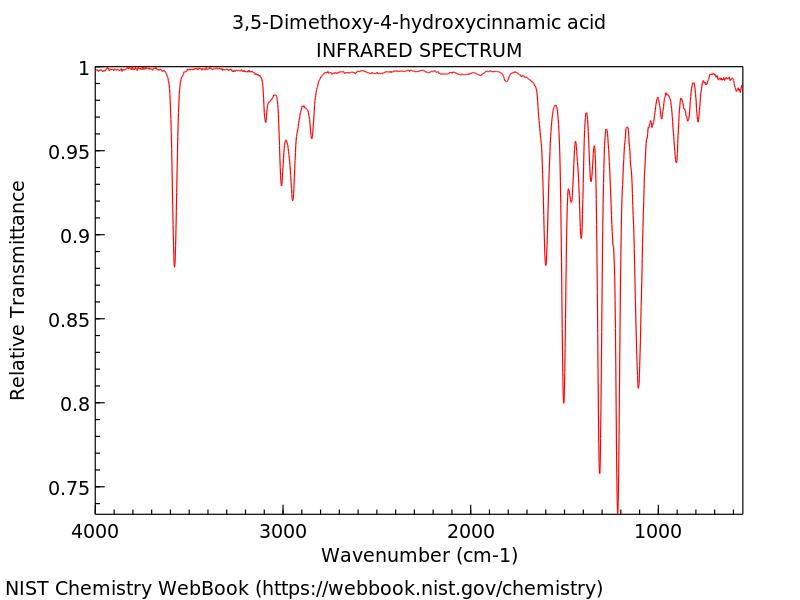 3,5-Dimethoxy-4-hydroxycinnamic acid
INFRARED SPECTRUM
1
0.95
0.9
0.85
0.8
0.75
Relative Transmittance
4000 3000 2000 1000
Wavenumber (cm-1)
NIST Chemistry WebBook (https://webbook.nist.gov/chemistry)